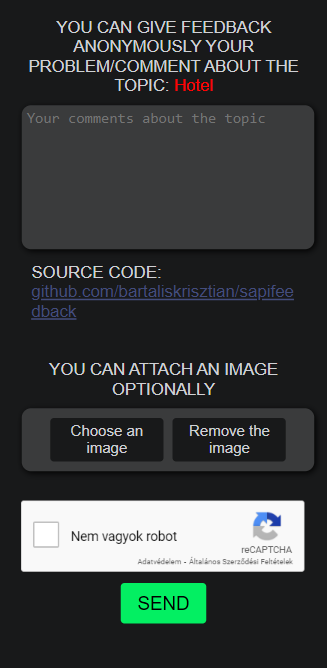 YOU CAN GIVE FEEDBACK
ANONYMOUSLY YOUR
PROBLEM/COMMENT ABOUT THE
TOPIC: Hotel
Your comments about the topic
SOURCE CODE:
github.com/bartaliskrisztian/sapifee
dback
YOU CAN ATTACH AN IMAGE
OPTIONALLY
Choose an
image
Remove the
image
Nem vagyok robot
reCAPTCHA
Adatvédelem - Általános Szerződési Feltételek
SEND